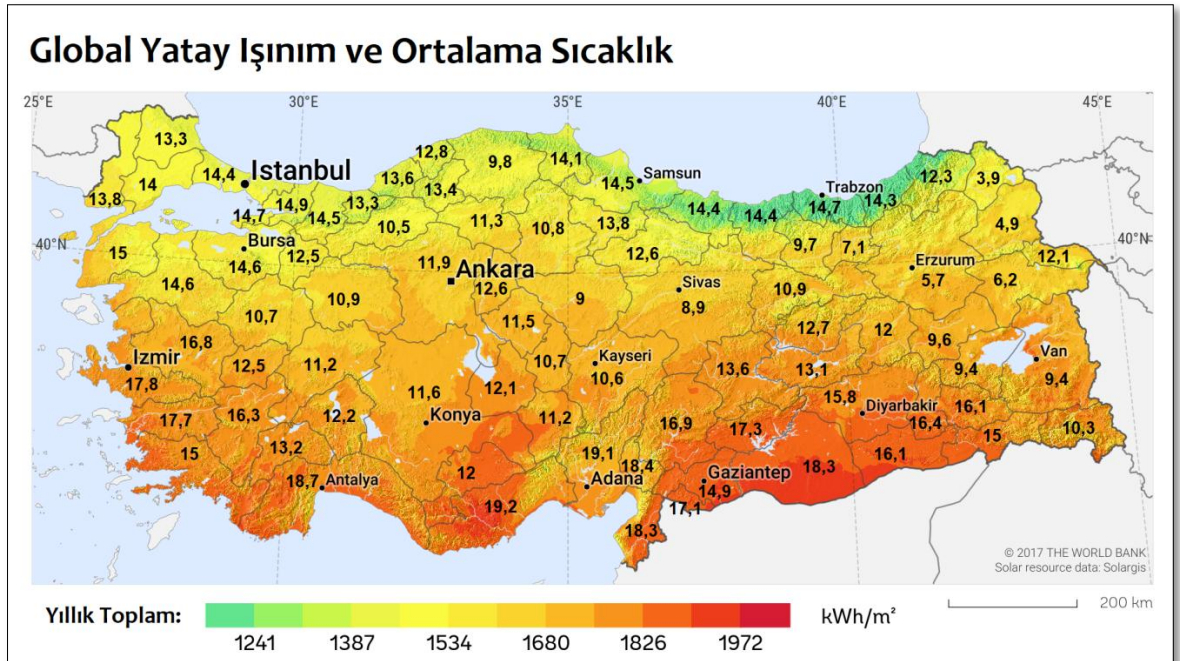 Global Yatay Işınım ve Ortalama Sıcaklık
25°E 30°E 35°E 40°E 45°E
13,3 12,8 9,8 14,1
14,4 Istanbul 13,6 13,4 14,5 Samsun Trabzon 12,3 3,9
13,8 14 14,7 14,9 14,5 13,3 14,4 14,4 14,7 14,3
10,5 11,3 10,8 13,8 9,7 7,1 4,9
40°N 40°N
15 Bursa 14,6 12,5 11,9 Ankara 12,6 12,6 Erzurum 5,7 12,1
14,6 10,7 10,9 9 Sivas 8,9 10,9 6,2
11,5 12,7 12 9,6
16,8 Izmir 17,8 12,5 11,2 10,7 Kayseri 10,6 13,6 13,1 9,4 Van 9,4
11,6 12,1 15,8 Diyarbakir
17,7 16,3 12,2 Konya 11,2 16,9 17,3 16,4 16,1 10,3
15 13,2 19,1 16,1 15
18,7 Antalya 12 Adana 18,4 Gaziantep 14,9 18,3
19,2 17,1
18,3
© 2017 THE WORLD BANK
Solar resource data: Solargis
200 km
Yıllık Toplam: kWh/m²
1241 1387 1534 1680 1826 1972